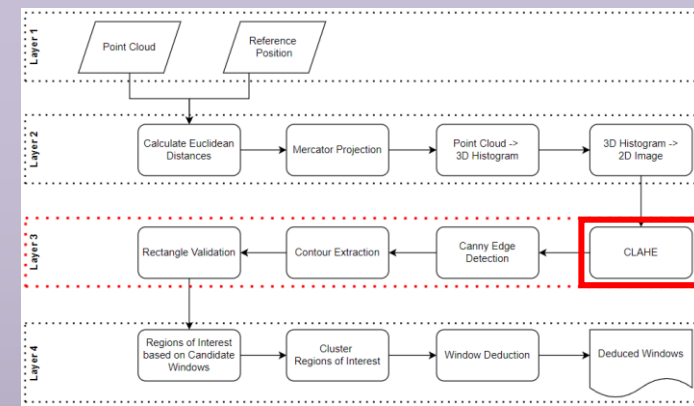 Layer 1
Point Cloud
Reference
Position
Layer 2
Calculate Euclidean
Distances
Mercator Projection
Point Cloud ->
3D Histogram
3D Histogram ->
2D Image
Layer 3
Rectangle Validation
Contour Extraction
Canny Edge
Detection
CLAHE
Layer 4
Regions of Interest
based on Candidate
Windows
Cluster
Regions of Interest
Window Deduction
Deduced Windows